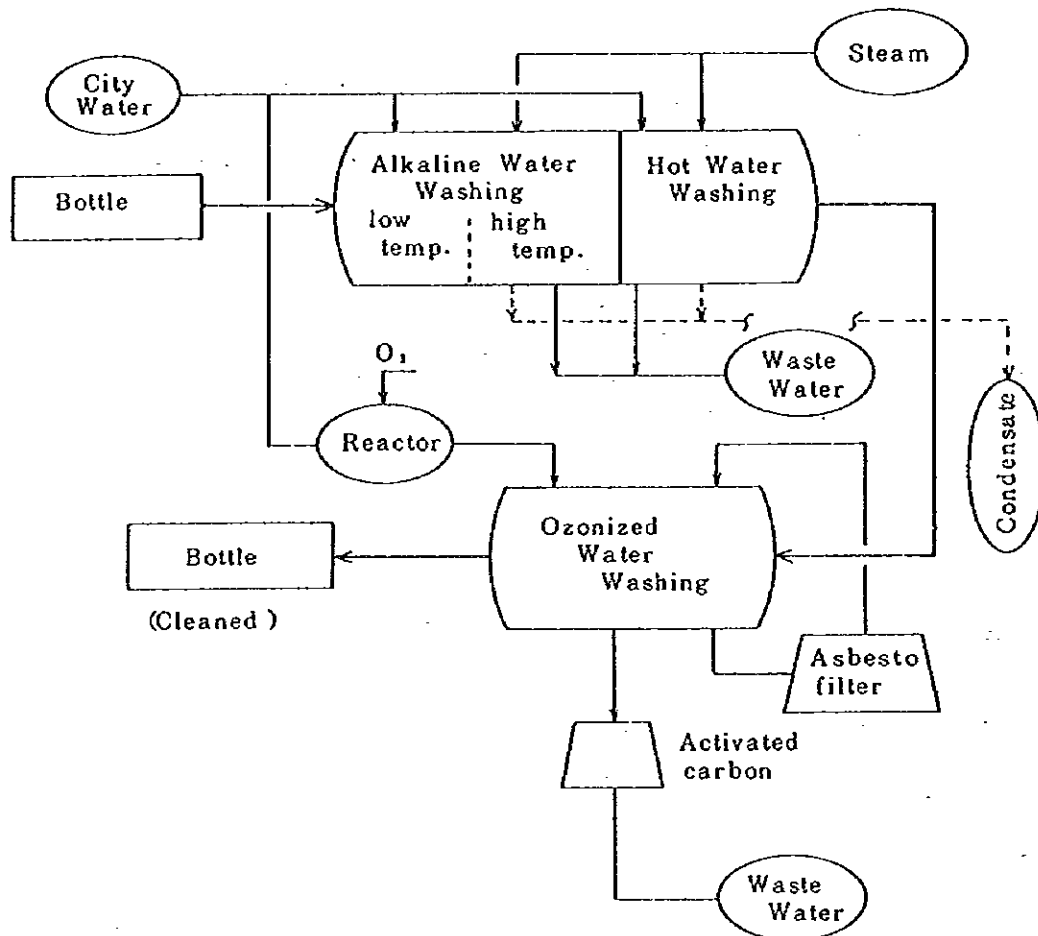 Steam
City
Water
Alkaline Water
Washing
low
temp.
high
temp.
Hot Water
Washing
Bottle
Waste
Water
O₃
Reactor
Condensate
Ozonized
Water
Washing
Bottle
(Cleaned)
Asbesto
filter
Activated
carbon
Waste
Water